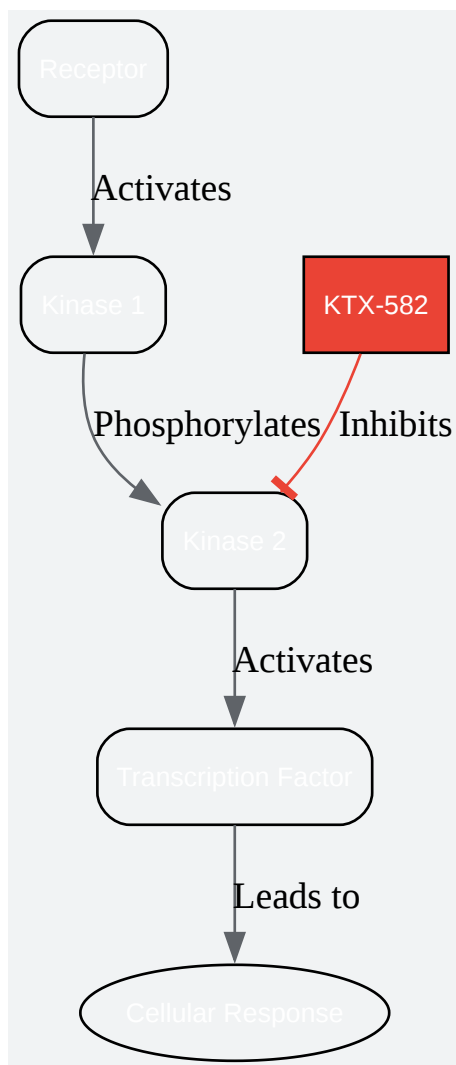 Receptor
Activates
Kinase 1
KTX-582
Phosphorylates
Inhibits
Kinase 2
Activates
Transcription Factor
Leads to
Cellular Response